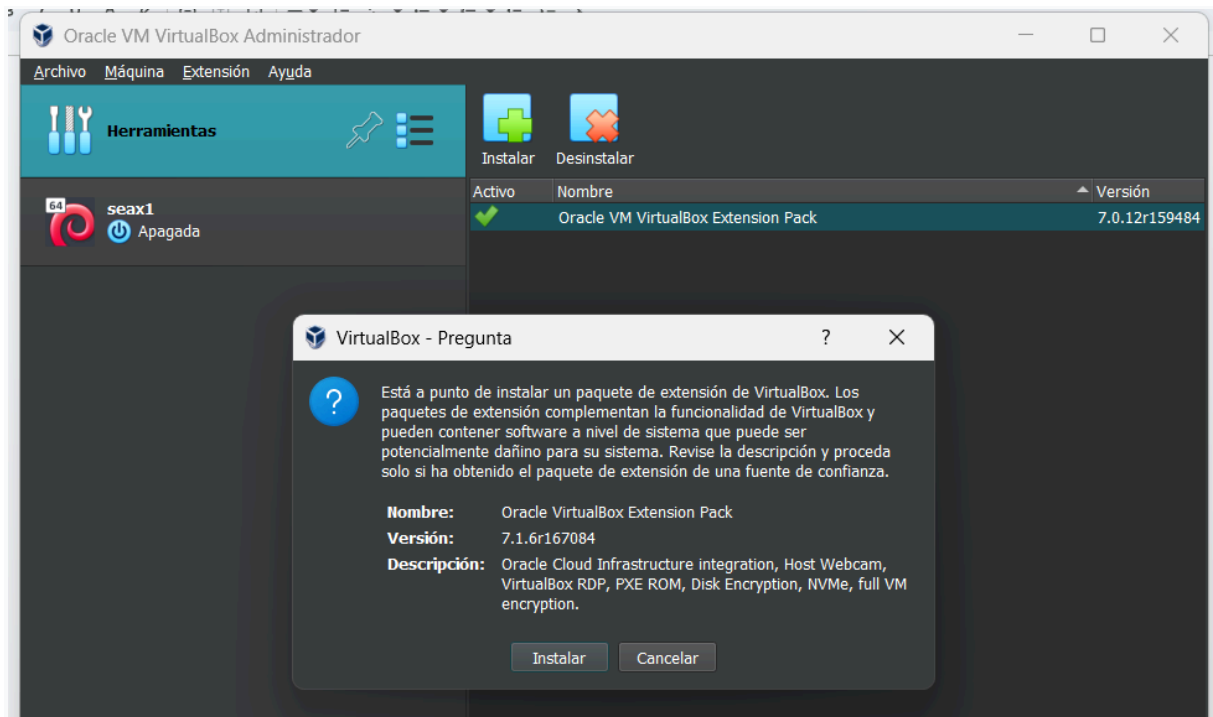 Oracle VM VirtualBox Administrador
Archivo Máquina Extensión Ayuda
Herramientas
Instalar Desinstalar
Activo Nombre Versión
64
seax1
Apagada
Oracle VM VirtualBox Extension Pack 7.0.12r159484
VirtualBox - Pregunta ?
Está a punto de instalar un paquete de extensión de VirtualBox. Los
paquetes de extensión complementan la funcionalidad de VirtualBox y
pueden contener software a nivel de sistema que puede ser
potencialmente dañino para su sistema. Revise la descripción y proceda
solo si ha obtenido el paquete de extensión de una fuente de confianza.
Nombre: Oracle VirtualBox Extension Pack
Versión: 7.1.6r167084
Descripción: Oracle Cloud Infrastructure integration, Host Webcam,
VirtualBox RDP, PXE ROM, Disk Encryption, NVMe, full VM
encryption.
Instalar Cancelar